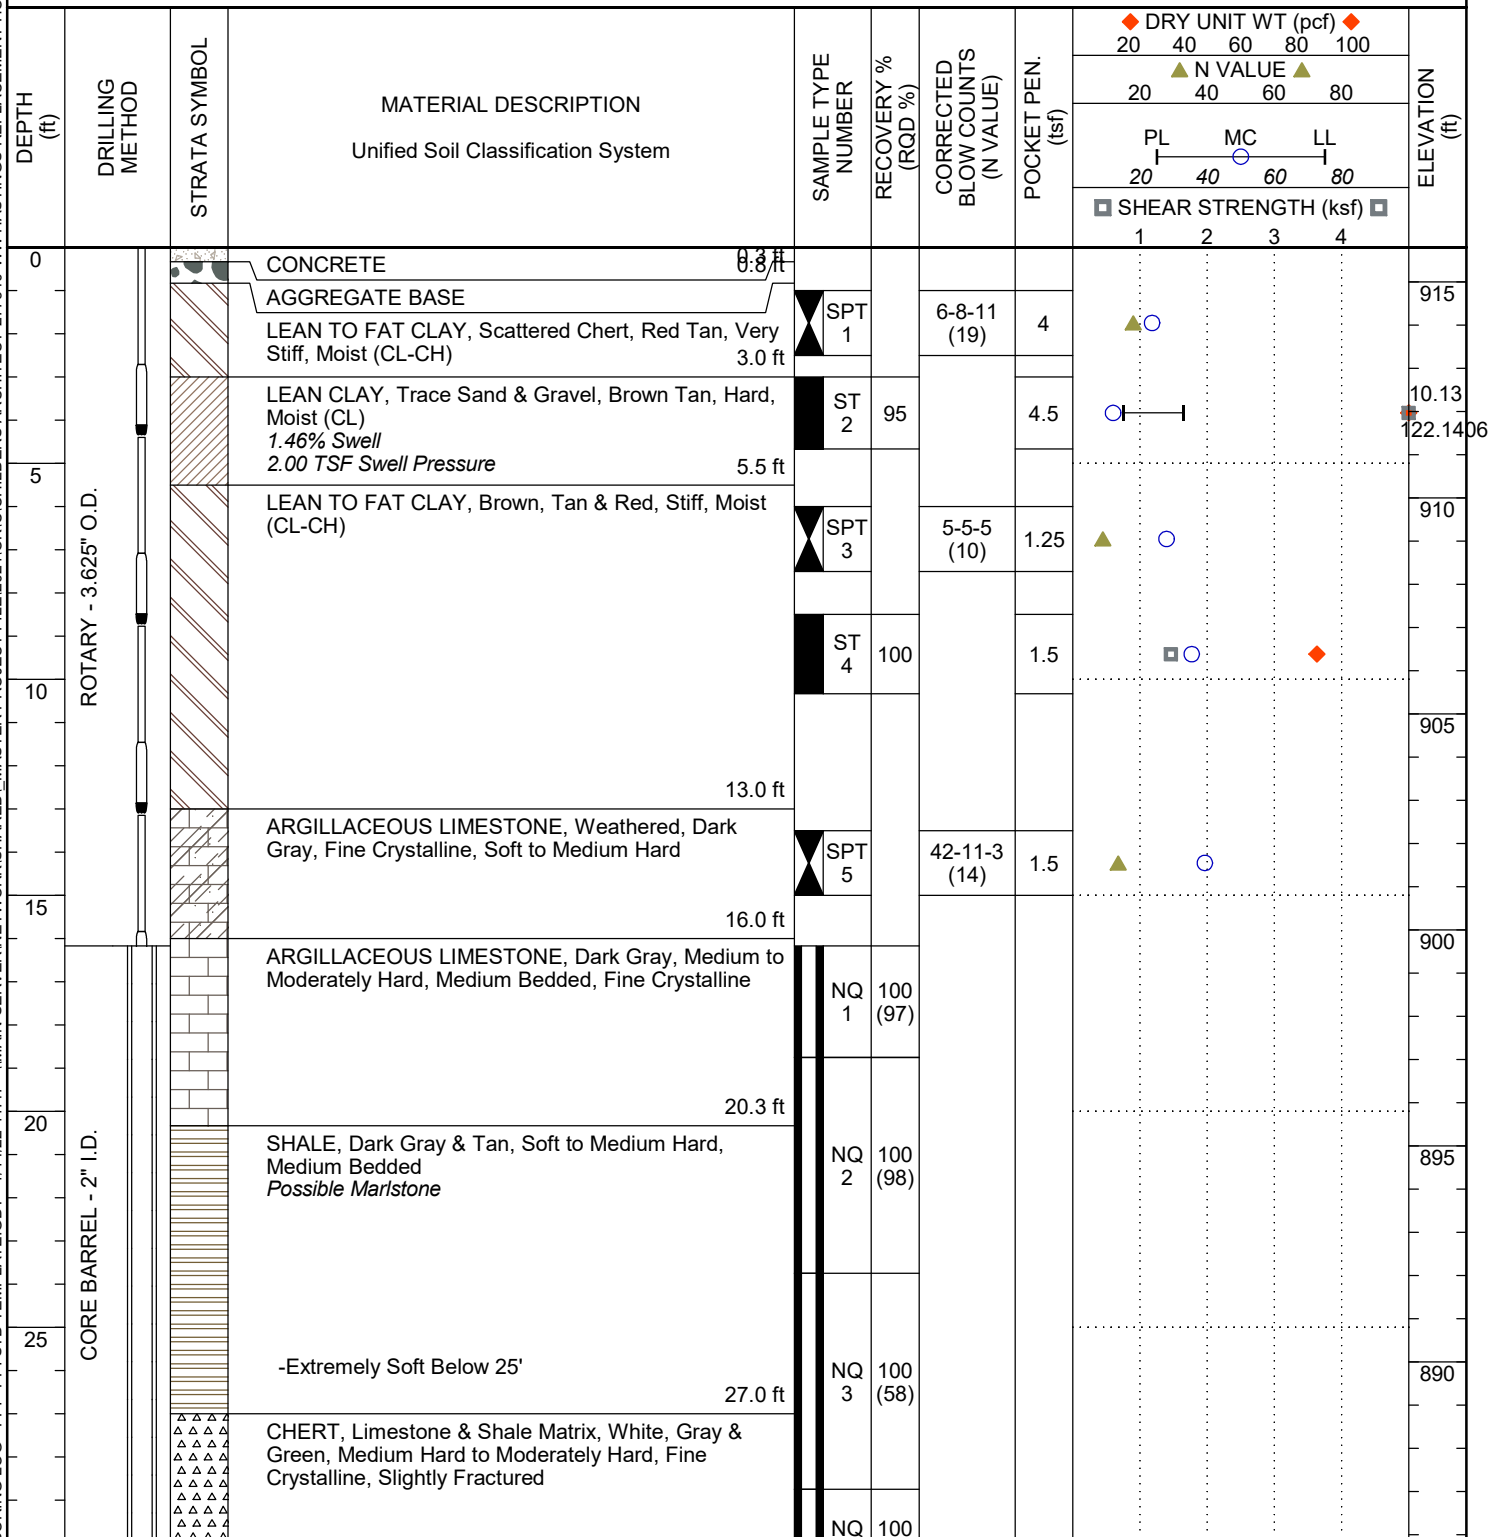 DEPTH (ft)
DRILLING METHOD
STRATA SYMBOL
MATERIAL DESCRIPTION
Unified Soil Classification System
SAMPLE TYPE NUMBER
RECOVERY % (RQD %)
CORRECTED BLOW COUNTS (N VALUE)
POCKET PEN. (tsf)
DRY UNIT WT (pcf)
20 40 60 80 100
N VALUE
20 40 60 80
PL MC LL
20 40 60 80
SHEAR STRENGTH (ksf)
1 2 3 4
ELEVATION (ft)
0
ROTARY - 3.625" O.D.
0.3 ft
CONCRETE 0.8 ft
AGGREGATE BASE
915
LEAN TO FAT CLAY, Scattered Chert, Red Tan, Very
Stiff, Moist (CL-CH)
3.0 ft
SPT 1
6-8-11
(19)
4
LEAN CLAY, Trace Sand & Gravel, Brown Tan, Hard,
Moist (CL)
1.46% Swell
2.00 TSF Swell Pressure
5.5 ft
ST 2
95
4.5
10.13
122.1406
5
LEAN TO FAT CLAY, Brown, Tan & Red, Stiff, Moist
(CL-CH)
13.0 ft
SPT 3
5-5-5
(10)
1.25
910
ST 4
100
1.5
10
905
ARGILLACEOUS LIMESTONE, Weathered, Dark
Gray, Fine Crystalline, Soft to Medium Hard
16.0 ft
SPT 5
42-11-3
(14)
1.5
15
900
CORE BARREL - 2" I.D.
ARGILLACEOUS LIMESTONE, Dark Gray, Medium to
Moderately Hard, Medium Bedded, Fine Crystalline
20.3 ft
NQ 1
100
(97)
20
SHALE, Dark Gray & Tan, Soft to Medium Hard,
Medium Bedded
Possible Marlstone
NQ 2
100
(98)
895
25
-Extremely Soft Below 25'
27.0 ft
NQ 3
100
(58)
890
CHERT, Limestone & Shale Matrix, White, Gray &
Green, Medium Hard to Moderately Hard, Fine
Crystalline, Slightly Fractured
NQ
100